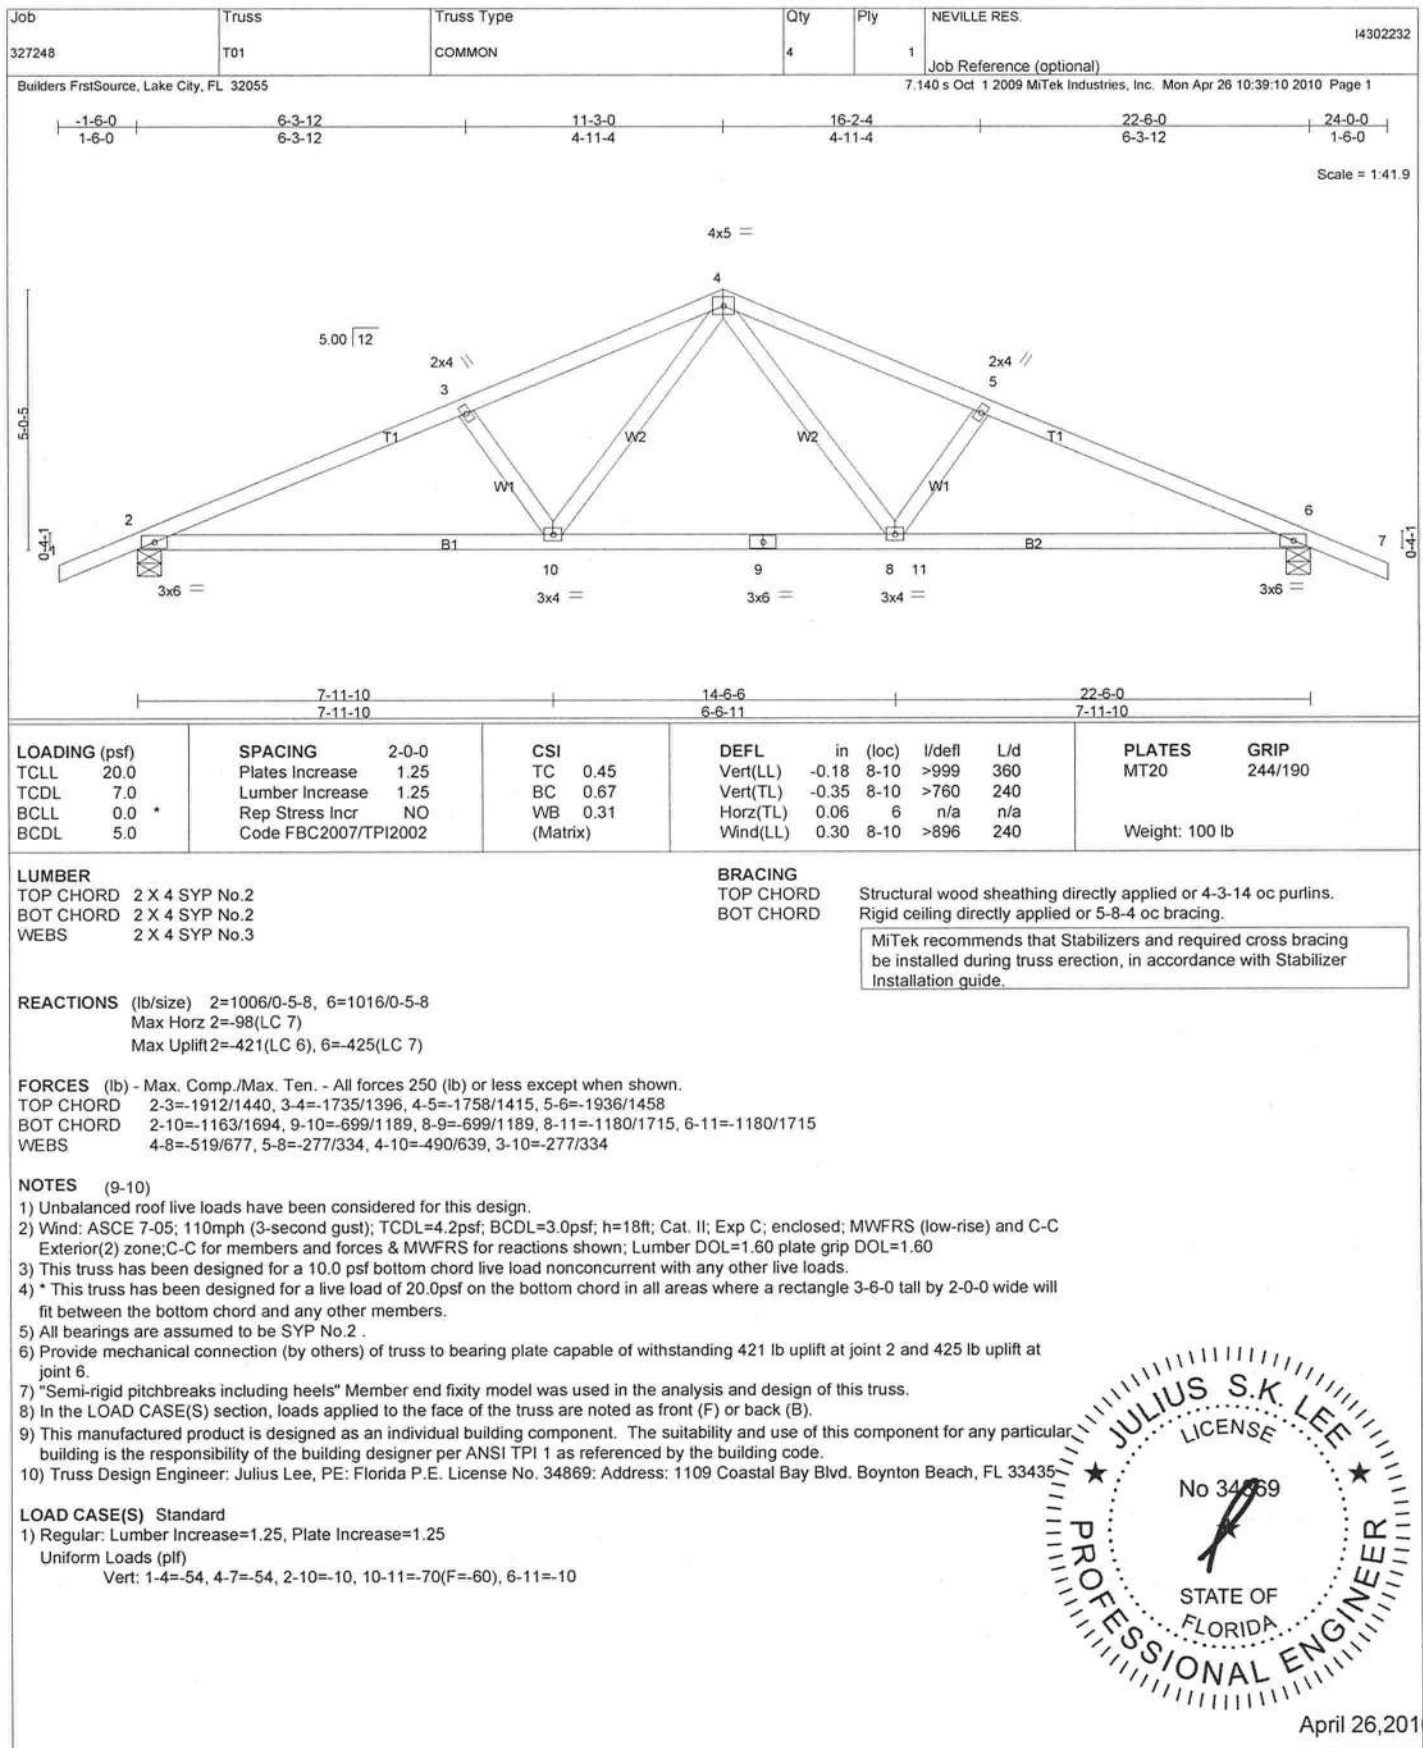 Job Truss Truss Type Qty Ply NEVILLE RES.
I4302232
327248 T01 COMMON 4 1
Job Reference (optional)
Builders FrstSource, Lake City, FL 32055 7.140 s Oct 1 2009 MiTek Industries, Inc. Mon Apr 26 10:39:10 2010 Page 1
-1-6-0 6-3-12 11-3-0 16-2-4 22-6-0 24-0-0
1-6-0 6-3-12 4-11-4 4-11-4 6-3-12 1-6-0
Scale = 1:41.9
4x5 =
4
5.00 12
2x4 \\ 2x4 //
3 5
5-0-5
T1 W2 W2 T1
W1 W1
2 6
0-4-1 7 0-4-1
B1 B2
10 9 8 11
3x6 = 3x4 = 3x6 = 3x4 = 3x6 =
7-11-10 14-6-6 22-6-0
7-11-10 6-6-11 7-11-10
LOADING (psf)
TCLL 20.0
TCDL 7.0
BCLL 0.0 *
BCDL 5.0
SPACING 2-0-0
Plates Increase 1.25
Lumber Increase 1.25
Rep Stress Incr NO
Code FBC2007/TPI2002
CSI
TC 0.45
BC 0.67
WB 0.31
(Matrix)
DEFL in (loc) l/defl L/d
Vert(LL) -0.18 8-10 >999 360
Vert(TL) -0.35 8-10 >760 240
Horz(TL) 0.06 6 n/a n/a
Wind(LL) 0.30 8-10 >896 240
PLATES GRIP
MT20 244/190
Weight: 100 lb
LUMBER
TOP CHORD 2 X 4 SYP No.2
BOT CHORD 2 X 4 SYP No.2
WEBS 2 X 4 SYP No.3
BRACING
TOP CHORD Structural wood sheathing directly applied or 4-3-14 oc purlins.
BOT CHORD Rigid ceiling directly applied or 5-8-4 oc bracing.
MiTek recommends that Stabilizers and required cross bracing
be installed during truss erection, in accordance with Stabilizer
Installation guide.
REACTIONS (lb/size) 2=1006/0-5-8, 6=1016/0-5-8
Max Horz 2=-98(LC 7)
Max Uplift 2=-421(LC 6), 6=-425(LC 7)
FORCES (lb) - Max. Comp./Max. Ten. - All forces 250 (lb) or less except when shown.
TOP CHORD 2-3=-1912/1440, 3-4=-1735/1396, 4-5=-1758/1415, 5-6=-1936/1458
BOT CHORD 2-10=-1163/1694, 9-10=-699/1189, 8-9=-699/1189, 8-11=-1180/1715, 6-11=-1180/1715
WEBS 4-8=-519/677, 5-8=-277/334, 4-10=-490/639, 3-10=-277/334
NOTES (9-10)
1) Unbalanced roof live loads have been considered for this design.
2) Wind: ASCE 7-05; 110mph (3-second gust); TCDL=4.2psf; BCDL=3.0psf; h=18ft; Cat. II; Exp C; enclosed; MWFRS (low-rise) and C-C
Exterior(2) zone;C-C for members and forces & MWFRS for reactions shown; Lumber DOL=1.60 plate grip DOL=1.60
3) This truss has been designed for a 10.0 psf bottom chord live load nonconcurrent with any other live loads.
4) * This truss has been designed for a live load of 20.0psf on the bottom chord in all areas where a rectangle 3-6-0 tall by 2-0-0 wide will
fit between the bottom chord and any other members.
5) All bearings are assumed to be SYP No.2 .
6) Provide mechanical connection (by others) of truss to bearing plate capable of withstanding 421 lb uplift at joint 2 and 425 lb uplift at
joint 6.
7) "Semi-rigid pitchbreaks including heels" Member end fixity model was used in the analysis and design of this truss.
8) In the LOAD CASE(S) section, loads applied to the face of the truss are noted as front (F) or back (B).
9) This manufactured product is designed as an individual building component. The suitability and use of this component for any particular
building is the responsibility of the building designer per ANSI TPI 1 as referenced by the building code.
10) Truss Design Engineer: Julius Lee, PE: Florida P.E. License No. 34869: Address: 1109 Coastal Bay Blvd. Boynton Beach, FL 33435
LOAD CASE(S) Standard
1) Regular: Lumber Increase=1.25, Plate Increase=1.25
Uniform Loads (plf)
Vert: 1-4=-54, 4-7=-54, 2-10=-10, 10-11=-70(F=-60), 6-11=-10
JULIUS S.K. LEE
LICENSE
No 34869
STATE OF
FLORIDA
PROFESSIONAL ENGINEER
April 26,201